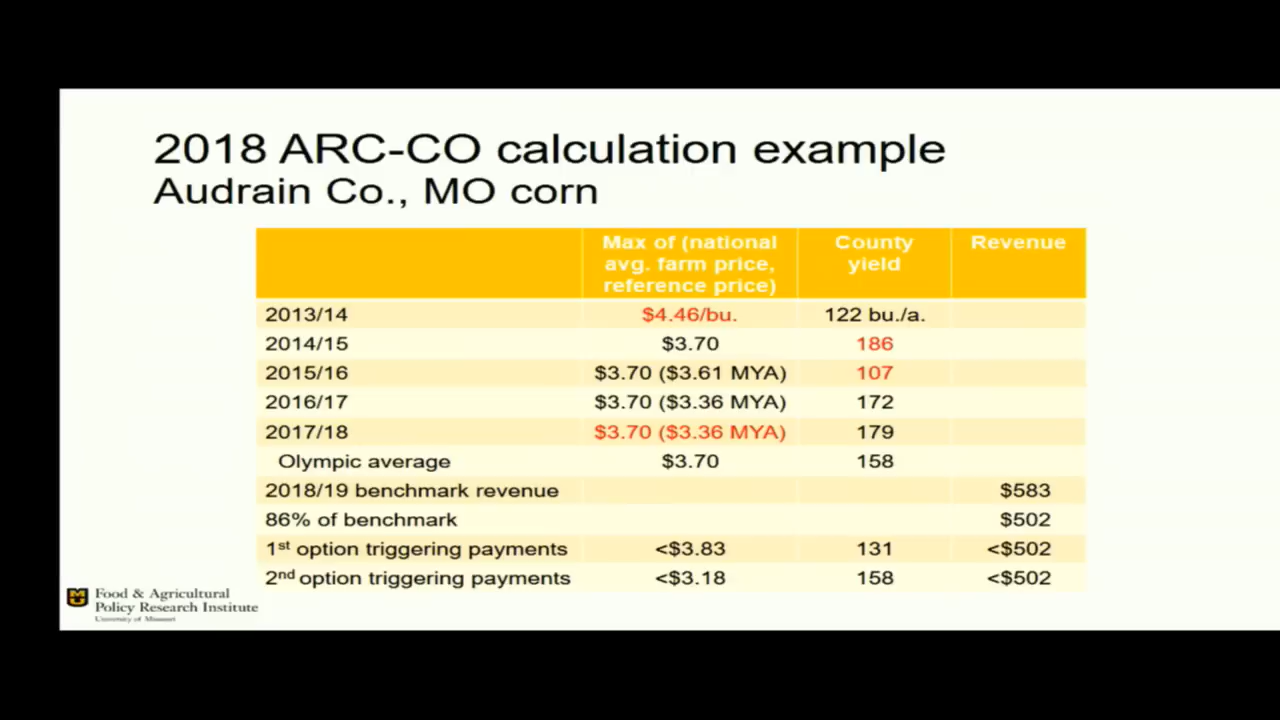 2018 ARC-CO calculation example
Audrain Co., MO corn
Max of (national avg. farm price, reference price) County yield Revenue
2013/14 $4.46/bu. 122 bu./a.
2014/15 $3.70 186
2015/16 $3.70 ($3.61 MYA) 107
2016/17 $3.70 ($3.36 MYA) 172
2017/18 $3.70 ($3.36 MYA) 179
Olympic average $3.70 158
2018/19 benchmark revenue $583
86% of benchmark $502
1st option triggering payments <$3.83 131 <$502
2nd option triggering payments <$3.18 158 <$502
Food & Agricultural
Policy Research Institute
University of Missouri